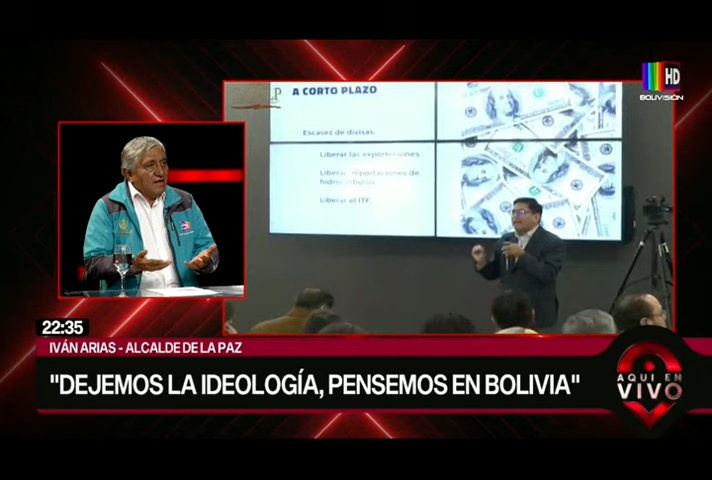 A CORTO PLAZO
Escasez de divisas.
Liberar las exportaciones.
Liberar importaciones de
hidrocarburos.
Liberar el ITF.
HD
BOLIVISIÓN
22:35
IVÁN ARIAS - ALCALDE DE LA PAZ
"DEJEMOS LA IDEOLOGÍA, PENSEMOS EN BOLIVIA"
AQUI EN
VIVO